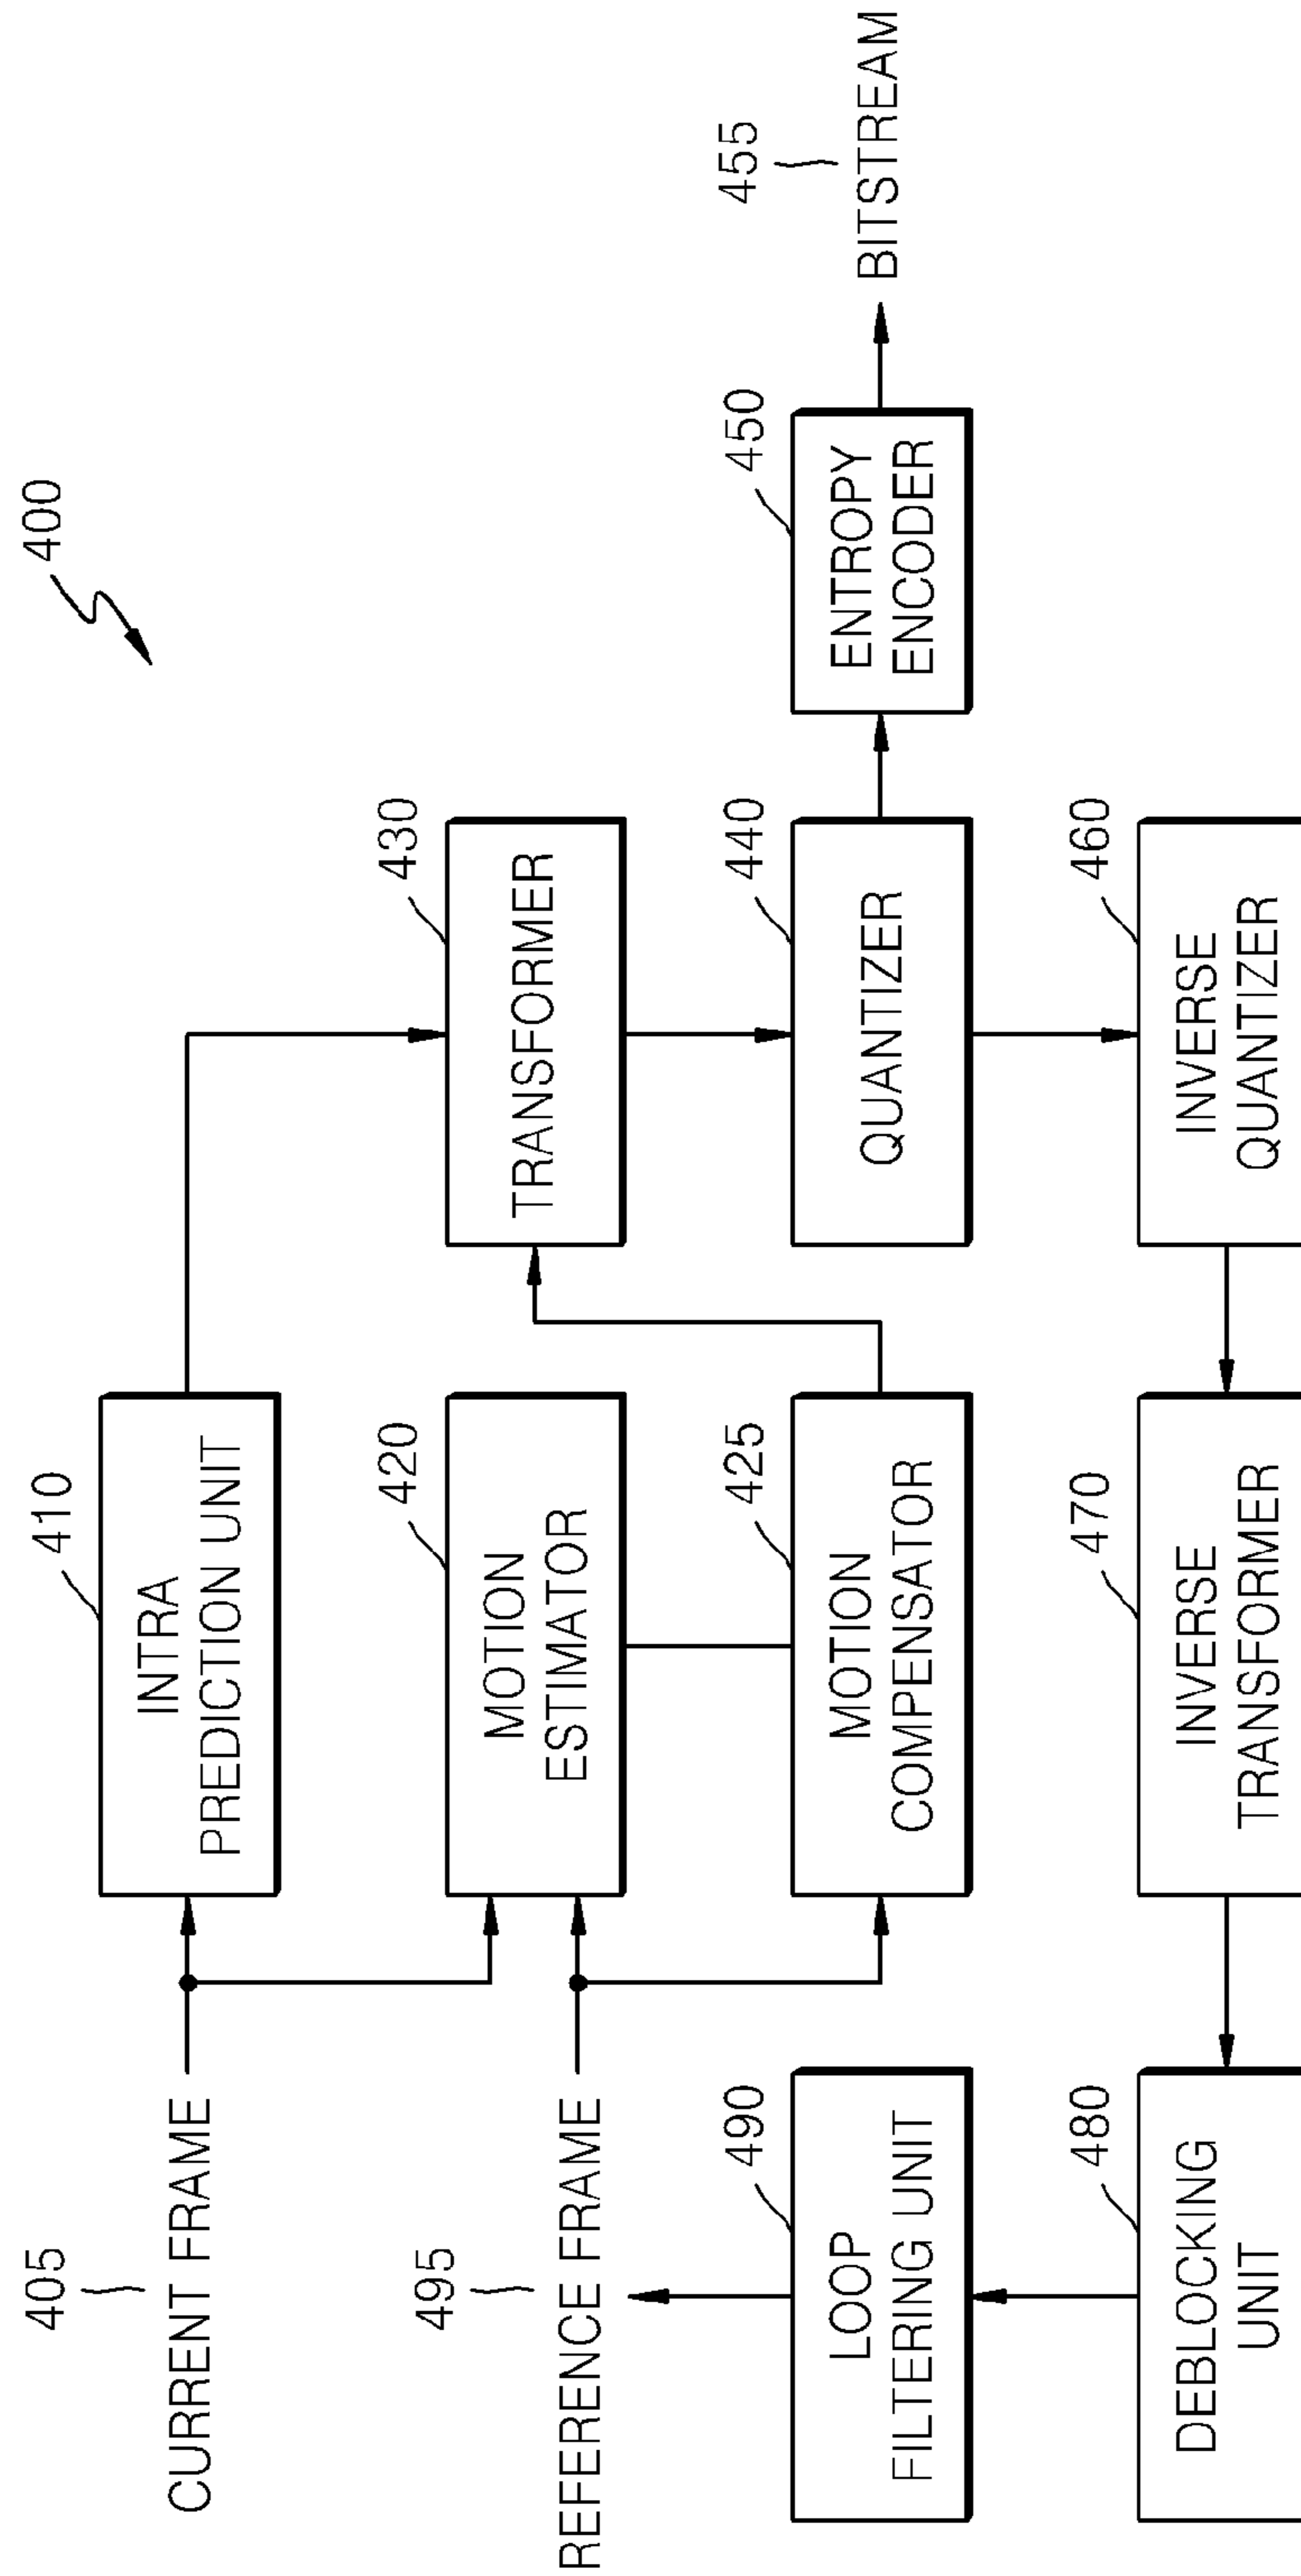 400
405
CURRENT FRAME
410
INTRA
PREDICTION UNIT
495
REFERENCE FRAME
420
MOTION
ESTIMATOR
430
TRANSFORMER
490
LOOP
FILTERING UNIT
425
MOTION
COMPENSATOR
440
QUANTIZER
450
ENTROPY
ENCODER
455
BITSTREAM
480
DEBLOCKING
UNIT
470
INVERSE
TRANSFORMER
460
INVERSE
QUANTIZER